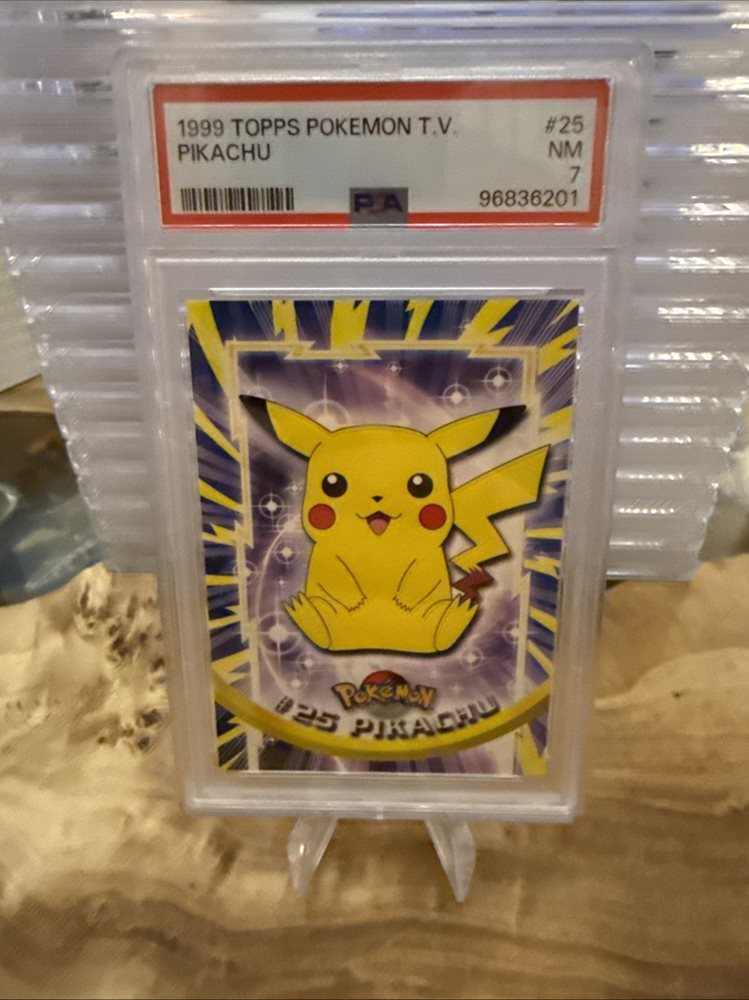 1999 TOPPS POKEMON T.V. #25
PIKACHU NM
7
PSA 96836201
POKéMON
#25 PIKACHU